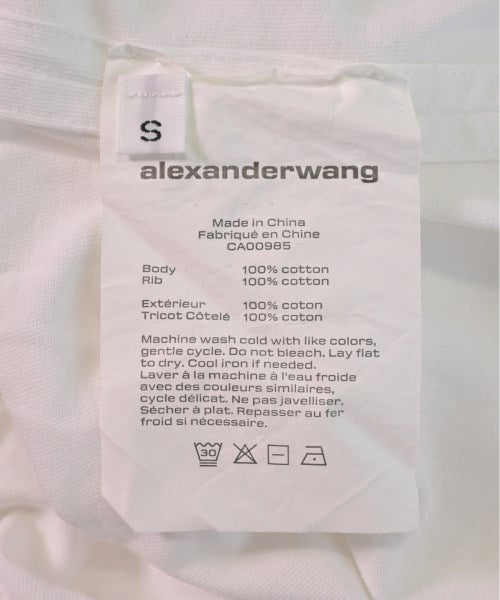 S
alexanderwang
Made in China
Fabriqué en Chine
CA00985
Body 100% cotton
Rib 100% cotton
Extérieur 100% coton
Tricot Côtelé 100% coton
Machine wash cold with like colors,
gentle cycle. Do not bleach. Lay flat
to dry. Cool iron if needed.
Laver à la machine à l'eau froide
avec des couleurs similaires,
cycle délicat. Ne pas javelliser.
Sécher à plat. Repasser au fer
froid si nécessaire.
30